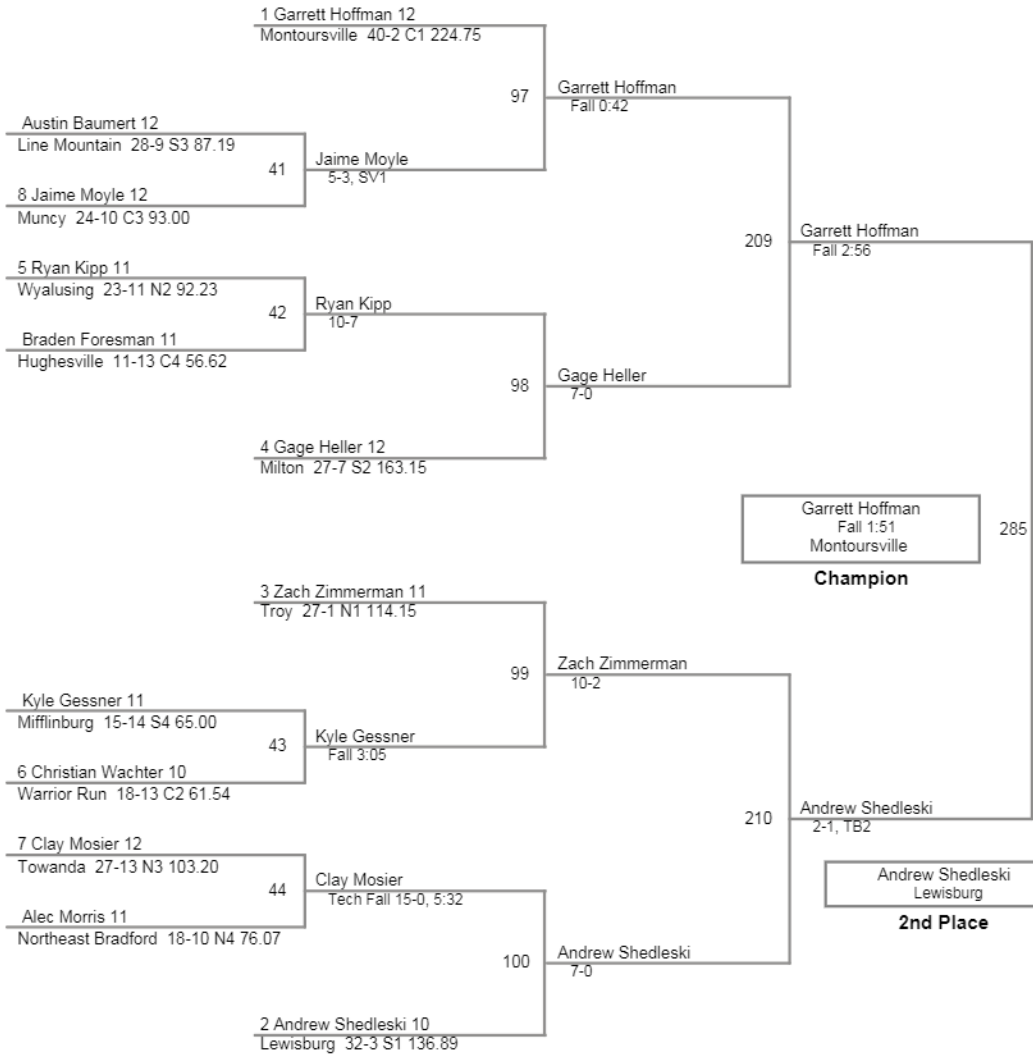 1 Garrett Hoffman 12
Montoursville 40-2 C1 224.75
97
Garrett Hoffman
Fall 0:42
Austin Baumert 12
Line Mountain 28-9 S3 87.19
41
Jaime Moyle
5-3, SV1
8 Jaime Moyle 12
Muncy 24-10 C3 93.00
209
Garrett Hoffman
Fall 2:56
5 Ryan Kipp 11
Wyalusing 23-11 N2 92.23
42
Ryan Kipp
10-7
Braden Foresman 11
Hughesville 11-13 C4 56.62
98
Gage Heller
7-0
4 Gage Heller 12
Milton 27-7 S2 163.15
Garrett Hoffman
Fall 1:51
Montoursville
285
Champion
3 Zach Zimmerman 11
Troy 27-1 N1 114.15
99
Zach Zimmerman
10-2
Kyle Gessner 11
Mifflinburg 15-14 S4 65.00
43
Kyle Gessner
Fall 3:05
6 Christian Wachter 10
Warrior Run 18-13 C2 61.54
210
Andrew Shedleski
2-1, TB2
7 Clay Mosier 12
Towanda 27-13 N3 103.20
44
Clay Mosier
Tech Fall 15-0, 5:32
Andrew Shedleski
Lewisburg
2nd Place
Alec Morris 11
Northeast Bradford 18-10 N4 76.07
100
Andrew Shedleski
7-0
2 Andrew Shedleski 10
Lewisburg 32-3 S1 136.89